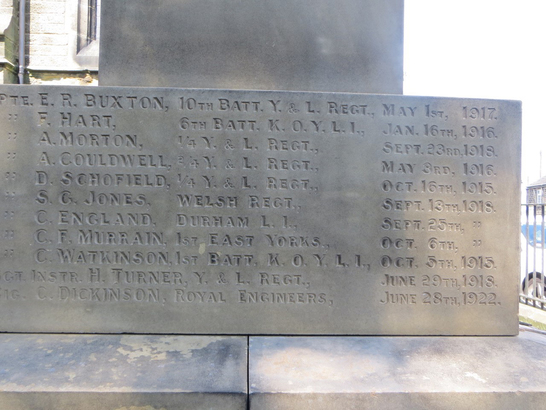 PTE. E. R. BUXTON, 10TH BATT. Y. & L. REGT., MAY 1ST. 1917.
" F. HART, 6TH BATT. K. O. Y. L. I., JAN. 16TH, 1916.
" A. MORTON, ¼ Y. & L. REGT., SEPT. 23RD. 1918.
" A. COULDWELL, ¼ Y. & L. REGT., MAY 3RD, 1916.
" D. SCHOFIELD, ¼ Y. & L. REGT., OCT. 16TH, 1915.
" S. G. JONES. WELSH REGT., SEPT. 13TH, 1918.
" C. ENGLAND. DURHAM L. I., SEPT. 25TH, "
" C. F. MURRAIN, 1ST EAST YORKS., OCT. 6TH, "
" C. WATKINSON, 1ST BATT. K. O. Y. L. I., OCT. 5TH, 1915.
INSTR. H. TURNER, Y. & L. REGT., JUNE 29TH, 1918.
C. DICKINSON, ROYAL ENGINEERS, JUNE 28TH, 1922.